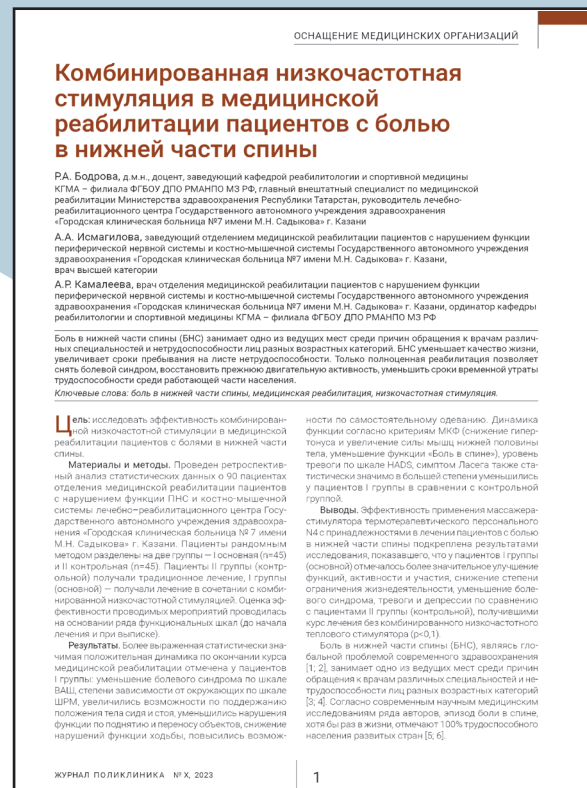 ОСНАЩЕНИЕ МЕДИЦИНСКИХ ОРГАНИЗАЦИЙ
Комбинированная низкочастотная
стимуляция в медицинской
реабилитации пациентов с болью
в нижней части спины
Р.А. Бодрова, д.м.н., доцент, заведующий кафедрой реабилитологии и спортивной медицины
КГМА – филиала ФГБОУ ДПО РМАНПО МЗ РФ, главный внештатный специалист по медицинской
реабилитации Министерства здравоохранения Республики Татарстан, руководитель лечебно-
реабилитационного центра Государственного автономного учреждения здравоохранения
«Городская клиническая больница №7 имени М.Н. Садыкова» г. Казани
А.А. Исмагилова, заведующий отделением медицинской реабилитации пациентов с нарушением функции
периферической нервной системы и костно-мышечной системы Государственного автономного учреждения
здравоохранения «Городская клиническая больница №7 имени М.Н. Садыкова» г. Казани,
врач высшей категории
А.Р. Камалеева, врач отделения медицинской реабилитации пациентов с нарушением функции
периферической нервной системы и костно-мышечной системы Государственного автономного учреждения
здравоохранения «Городская клиническая больница №7 имени М.Н. Садыкова» г. Казани, ординатор кафедры
реабилитологии и спортивной медицины КГМА – филиала ФГБОУ ДПО РМАНПО МЗ РФ
Боль в нижней части спины (БНС) занимает одно из ведущих мест среди причин обращения к врачам различ-
ных специальностей и нетрудоспособности лиц разных возрастных категорий. БНС уменьшает качество жизни,
увеличивает сроки пребывания на листе нетрудоспособности. Только полноценная реабилитация позволяет
снять болевой синдром, восстановить прежнюю двигательную активность, уменьшить сроки временной утраты
трудоспособности среди работающей части населения.
Ключевые слова: боль в нижней части спины, медицинская реабилитация, низкочастотная стимуляция.
Цель: исследовать эффективность комбинирован-
ной низкочастотной стимуляции в медицинской
реабилитации пациентов с болями в нижней части
спины.
Материалы и методы. Проведен ретроспектив-
ный анализ статистических данных о 90 пациентах
отделения медицинской реабилитации пациентов
с нарушением функции ПНС и костно-мышечной
системы лечебно–реабилитационного центра Госу-
дарственного автономного учреждения здравоохра-
нения «Городская клиническая больница № 7 имени
М.Н. Садыкова» г. Казани. Пациенты рандомным
методом разделены на две группы — I основная (n=45)
и II контрольная (n=45). Пациенты II группы (контр-
ольной) получали традиционное лечение, I группы
(основной) — получали лечение в сочетании с комби-
нированной низкочастотной стимуляцией. Оценка эф-
фективности проводимых мероприятий проводилась
на основании ряда функциональных шкал (до начала
лечения и при выписке).
Результаты. Более выраженная статистически зна-
чимая положительная динамика по окончании курса
медицинской реабилитации отмечена у пациентов
I группы: уменьшение болевого синдрома по шкале
ВАШ, степени зависимости от окружающих по шкале
ШРМ, увеличились возможности по поддержанию
положения тела сидя и стоя, уменьшились нарушения
функции по поднятию и переносу объектов, снижение
нарушений функции ходьбы, повысились возмож-
ности по самостоятельному одеванию. Динамика
функции согласно критериям МКФ (снижение гипер-
тонуса и увеличение силы мышц нижней половины
тела, уменьшение функции «Боль в спине»), уровень
тревоги по шкале HADS, симптом Ласега также ста-
тистически значимо в большей степени уменьшились
у пациентов I группы в сравнении с контрольной
группой.
Выводы. Эффективность применения массажера-
стимулятора термотерапевтического персонального
N4 с принадлежностями в лечении пациентов с болью
в нижней части спины подкреплена результатами
исследования, показавшего, что у пациентов I группы
(основной) отмечалось более значительное улучшение
функций, активности и участия, снижение степени
ограничения жизнедеятельности, уменьшение боле-
вого синдрома, тревоги и депрессии по сравнению
с пациентами II группы (контрольной), получившими
курс лечения без комбинированного низкочастотного
теплового стимулятора (p<0,1).
Боль в нижней части спины (БНС), являясь гло-
бальной проблемой современного здравоохранения
[1; 2], занимает одно из ведущих мест среди причин
обращения к врачам различных специальностей и не-
трудоспособности лиц разных возрастных категорий
[3; 4]. Согласно современным научным медицинским
исследованиям ряда авторов, эпизод боли в спине,
хотя бы раз в жизни, отмечают 100% трудоспособного
населения развитых стран [5; 6].
ЖУРНАЛ ПОЛИКЛИНИКА № X, 2023
1